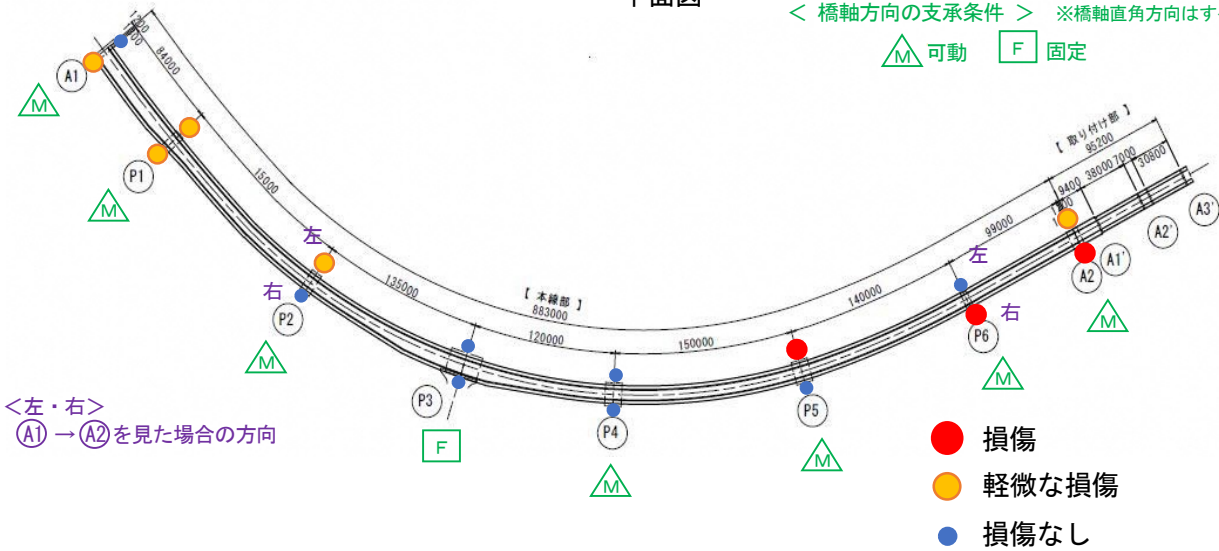 平面図
< 橋軸方向の支承条件 > ※橋軸直角方向はす
M 可動 F 固定
1200
84000
A1
M
P1
M
15000
左
右
P2
M
135000
【 本線部 】
883000
120000
150000
140000
99000
【 取り付け部 】
95200
9400 38000 7000 30800
P3
F
P4
M
P5
M
左
右
P6
M
A2
M
A1'
A2'
A3'
<左・右>
A1 → A2 を見た場合の方向
損傷
軽微な損傷
損傷なし